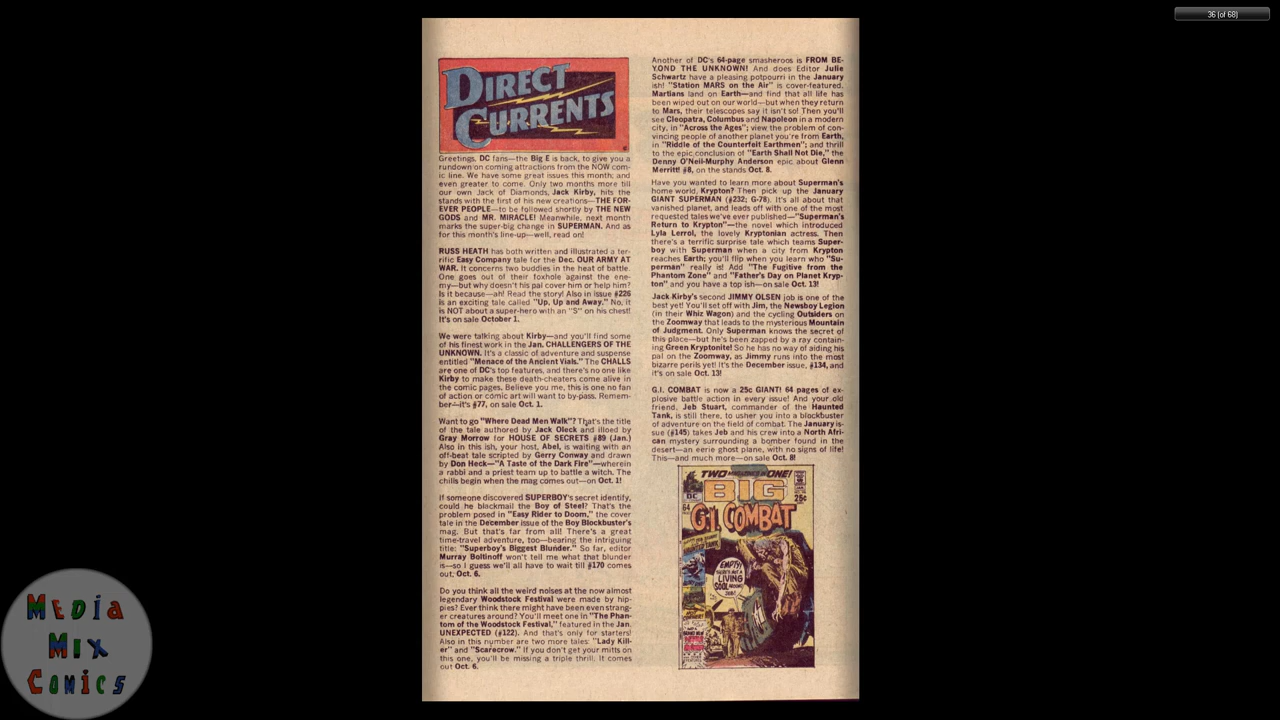 36 (of 68)
DIRECT
CURRENTS
Greetings, DC fans—the Big E is back, to give you a
rundown on coming attractions from the NOW com-
ic line. We have some great issues this month, and
even greater to come. Only two months more till
our own Jack of Diamonds, Jack Kirby, hits the
stands with the first of his new creations—THE FOR-
EVER PEOPLE—to be followed shortly by THE NEW
GODS and MR. MIRACLE! Meanwhile, next month
marks the super-big change in SUPERMAN. And as
for this month's line-up—well, read on!
RUSS HEATH has both written and illustrated a ter-
rific Easy Company tale for the Dec. OUR ARMY AT
WAR. It concerns two buddies in the heat of battle.
One goes out of their foxhole against the ene-
my—but why doesn't his pal cover him or help him?
Is it because—ah! Read the story! Also in issue #226
is an exciting tale called "Up, Up and Away." No, it
is NOT about a super-hero with an "S" on his chest!
It's on sale October 1.
We were talking about Kirby—and you'll find some
of his finest work in the Jan. CHALLENGERS OF THE
UNKNOWN. It's a classic of adventure and suspense
entitled "Menace of the Ancient Vials." The CHALLS
are one of DC's top features, and there's no one like
Kirby to make these death-cheaters come alive in
the comic pages. Believe you me, this is one no fan
of action or comic art will want to by-pass. Remem-
ber—it's #77, on sale Oct. 1.
Want to go "Where Dead Men Walk"? That's the title
of the tale authored by Jack Oleck and illoed by
Gray Morrow for HOUSE OF SECRETS #89 (Jan.)
Also in this ish, your host, Abel, is waiting with an
off-beat tale scripted by Gerry Conway and drawn
by Don Heck—"A Taste of the Dark Fire"—wherein
a rabbi and a priest team up to battle a witch. The
chills begin when the mag comes out—on Oct. 1!
If someone discovered SUPERBOY's secret identity,
could he blackmail the Boy of Steel? That's the
problem posed in "Easy Rider to Doom," the cover
tale in the December issue of the Boy Blockbuster's
mag. But that's far from all! There's a great
time-travel adventure, too—bearing the intriguing
title: "Superboy's Biggest Blunder." So far, editor
Murray Boltinoff won't tell me what that blunder
is—so I guess we'll all have to wait till #170 comes
out, Oct. 6.
Do you think all the weird noises at the now almost
legendary Woodstock Festival were made by hip-
pies? Ever think there might have been even strang-
er creatures around? You'll meet one in "The Phan-
tom of the Woodstock Festival," featured in the Jan.
UNEXPECTED (#122). And that's only for starters!
Also in this number are two more tales: "Lady Kill-
er" and "Scarecrow." If you don't get your mitts on
this one, you'll be missing a triple thrill. It comes
out Oct. 6.
Another of DC's 64-page smasheroos is FROM BE-
YOND THE UNKNOWN! And does Editor Julie
Schwartz have a pleasing potpourri in the January
ish! "Station MARS on the Air" is cover-featured.
Martians land on Earth—and find that all life has
been wiped out on our world—but when they return
to Mars, their telescopes say it isn't so! Then you'll
see Cleopatra, Columbus and Napoleon in a modern
city, in "Across the Ages"; view the problem of con-
vincing people of another planet you're from Earth,
in "Riddle of the Counterfeit Earthmen"; and thrill
to the epic conclusion of "Earth Shall Not Die," the
Denny O'Neil-Murphy Anderson epic about Glenn
Merritt! #8, on the stands Oct. 8.
Have you wanted to learn more about Superman's
home world, Krypton? Then pick up the January
GIANT SUPERMAN (#232; G-78). It's all about that
vanished planet, and leads off with one of the most
requested tales we've ever published—"Superman's
Return to Krypton"—the novel which introduced
Lyla Lerrol, the lovely Kryptonian actress. Then
there's a terrific surprise tale which teams Super-
boy with Superman when a city from Krypton
reaches Earth; you'll flip when you learn who "Su-
perman" really is! Add "The Fugitive from the
Phantom Zone" and "Father's Day on Planet Kryp-
ton" and you have a top ish—on sale Oct. 13!
Jack Kirby's second JIMMY OLSEN job is one of the
best yet! You'll set off with Jim, the Newsboy Legion
(in their Whiz Wagon) and the cycling Outsiders on
the Zoomway that leads to the mysterious Mountain
of Judgment. Only Superman knows the secret of
this place—but he's been zapped by a ray contain-
ing Green Kryptonite! So he has no way of aiding his
pal on the Zoomway, as Jimmy runs into the most
bizarre perils yet! It's the December issue, #134, and
it's on sale Oct. 13!
G.I. COMBAT is now a 25c GIANT! 64 pages of ex-
plosive battle action in every issue! And your old
friend, Jeb Stuart, commander of the Haunted
Tank, is still there, to usher you into a blockbuster
of adventure on the field of combat. The January is-
sue (#145) takes Jeb and his crew into a North Afri-
can mystery surrounding a bomber found in the
desert—an eerie ghost plane, with no signs of life!
This—and much more—on sale Oct. 8!
TWO MAGAZINES IN ONE!
DC
BIG
25¢
64
G.I. COMBAT
EMPTY!
THERE'S NOT A
LIVING
SOUL AROUND,
JEB!
MEDIA
MIX
COMICS